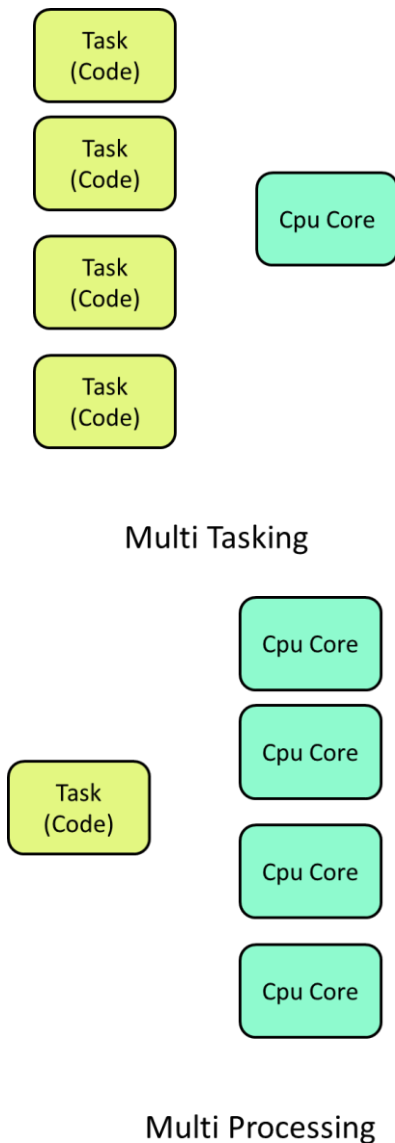 Task
(Code)
Task
(Code)
Cpu Core
Task
(Code)
Task
(Code)
Multi Tasking
Cpu Core
Cpu Core
Task
(Code)
Cpu Core
Cpu Core
Multi Processing